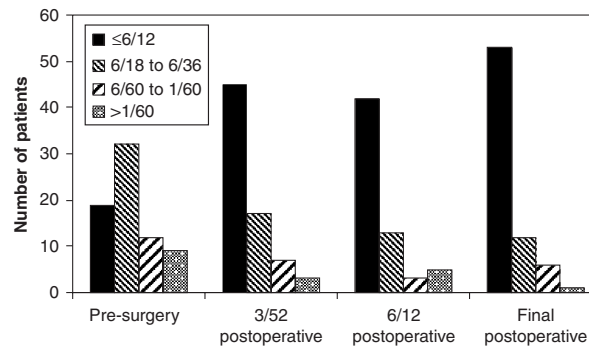 60
50
40
30
20
10
0
Number of patients
≤6/12
6/18 to 6/36
6/60 to 1/60
>1/60
Pre-surgery
3/52
postoperative
6/12
postoperative
Final
postoperative